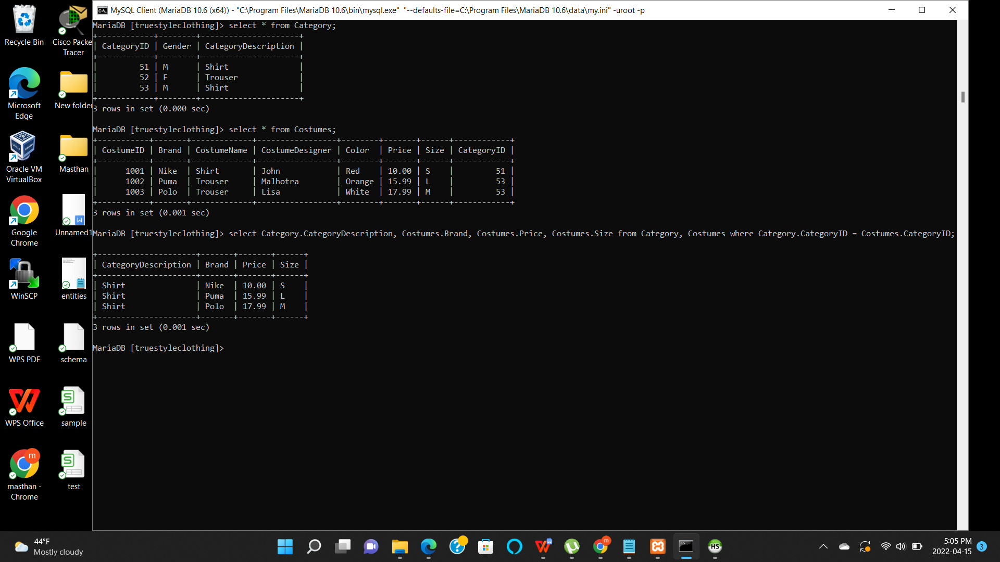 MySQL Client (MariaDB 10.6 (x64)) - "C:\Program Files\MariaDB 10.6\bin\mysql.exe"  "--defaults-file=C:\Program Files\MariaDB 10.6\data\my.ini" -uroot -p
Recycle Bin
Cisco Packe
Tracer
Microsoft
Edge
New folder
Oracle VM
VirtualBox
Masthan
Google
Chrome
Unnamed1
WinSCP
entities
WPS PDF
schema
WPS Office
sample
masthan -
Chrome
test
MariaDB [truestyleclothing]> select * from Category;
+------------+--------+---------------------+
| CategoryID | Gender | CategoryDescription |
+------------+--------+---------------------+
|         51 | M      | Shirt               |
|         52 | F      | Trouser             |
|         53 | M      | Shirt               |
+------------+--------+---------------------+
3 rows in set (0.000 sec)
MariaDB [truestyleclothing]> select * from Costumes;
+-----------+-------+-------------+-----------------+--------+-------+------+------------+
| CostumeID | Brand | CostumeName | CostumeDesigner | Color  | Price | Size | CategoryID |
+-----------+-------+-------------+-----------------+--------+-------+------+------------+
|      1001 | Nike  | Shirt       | John            | Red    | 10.00 | S    |         51 |
|      1002 | Puma  | Trouser     | Malhotra        | Orange | 15.99 | L    |         53 |
|      1003 | Polo  | Trouser     | Lisa            | White  | 17.99 | M    |         53 |
+-----------+-------+-------------+-----------------+--------+-------+------+------------+
3 rows in set (0.001 sec)
MariaDB [truestyleclothing]> select Category.CategoryDescription, Costumes.Brand, Costumes.Price, Costumes.Size from Category, Costumes where Category.CategoryID = Costumes.CategoryID;
+---------------------+-------+-------+------+
| CategoryDescription | Brand | Price | Size |
+---------------------+-------+-------+------+
| Shirt               | Nike  | 10.00 | S    |
| Shirt               | Puma  | 15.99 | L    |
| Shirt               | Polo  | 17.99 | M    |
+---------------------+-------+-------+------+
3 rows in set (0.001 sec)
MariaDB [truestyleclothing]>
44°F
Mostly cloudy
m
HS
5:05 PM
2022-04-15
3